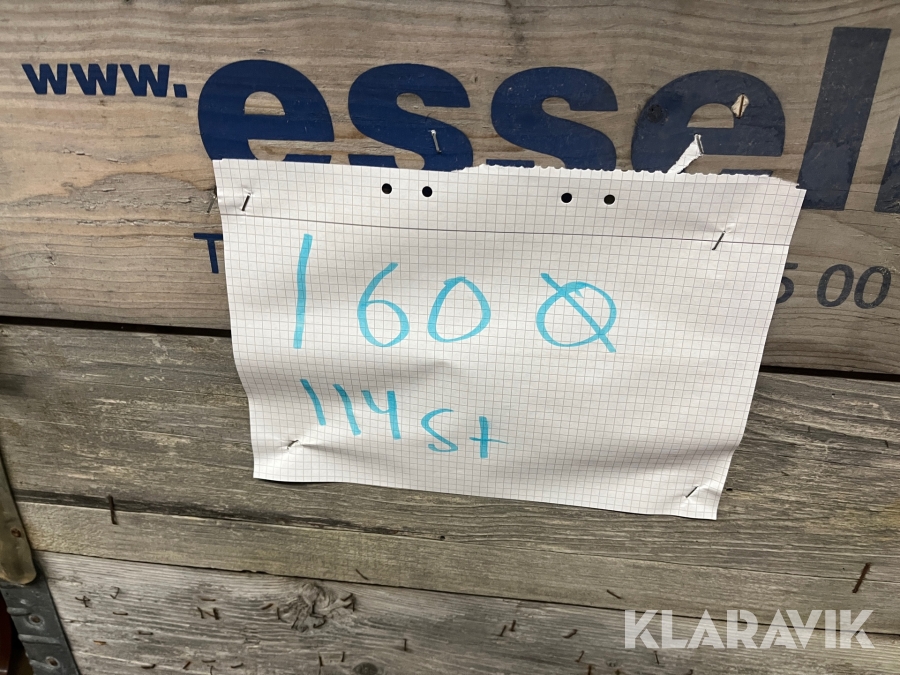 www.essel
T
5 00
160 Ø
114 st
KLARAVIK